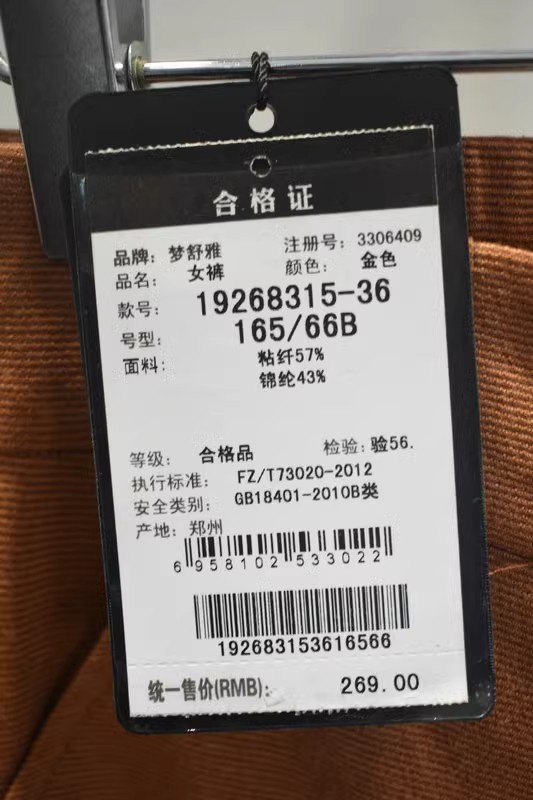 合格证
品牌：梦舒雅 注册号：3306409
品名：女裤 颜色：金色
款号：19268315-36
号型：165/66B
面料：粘纤57%
锦纶43%
等级：合格品 检验：验56.
执行标准：FZ/T73020-2012
安全类别：GB18401-2010B类
产地：郑州
6 958102 533022
192683153616566
统一售价(RMB)：269.00